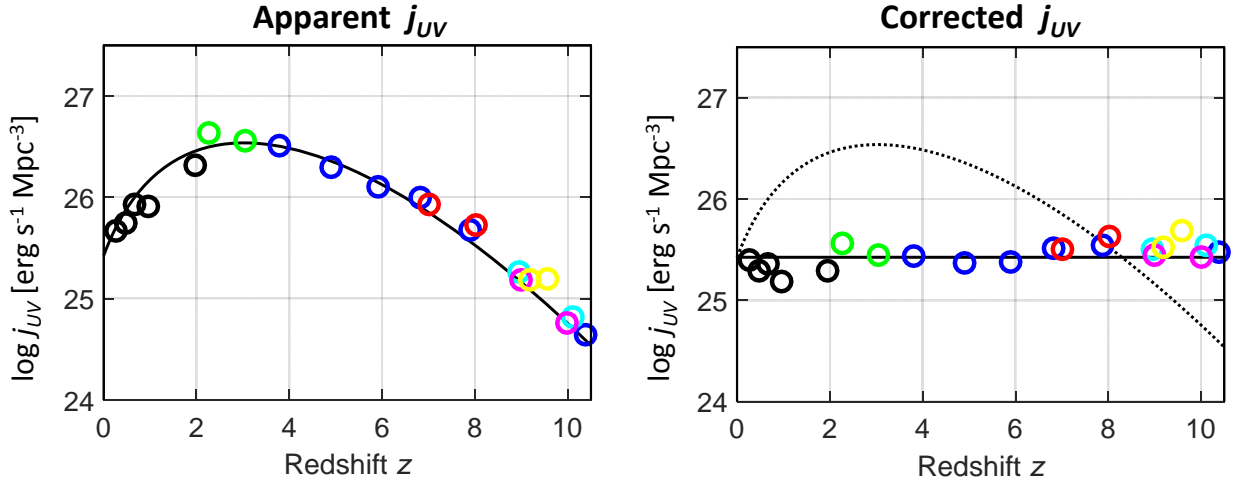 Apparent j_UV
log j_UV [erg s⁻¹ Mpc⁻³]
27
26
25
24
0 2 4 6 8 10
Redshift z
Corrected j_UV
log j_UV [erg s⁻¹ Mpc⁻³]
27
26
25
24
0 2 4 6 8 10
Redshift z